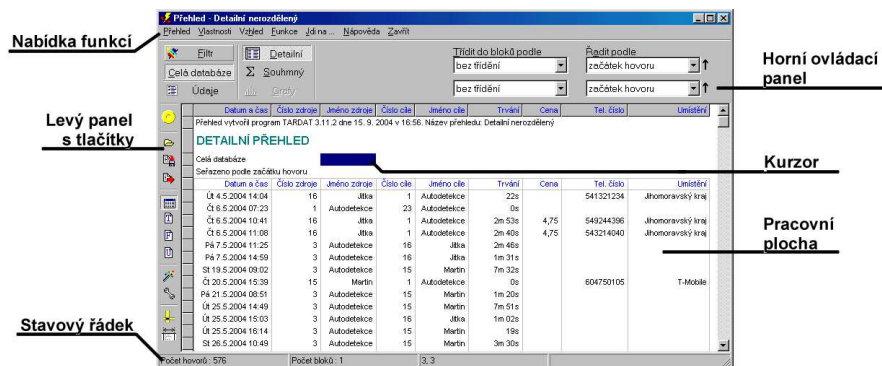 Přehled - Detailní nerozdělený
Přehled Vlastnosti Vzhled Funkce Jdi na ... Nápověda Zavřít
Nabídka funkcí
Filtr
Detailní
Třídit do bloků podle
Řadit podle
Celá databáze
Σ Souhrnný
bez třídění
začátek hovoru
Údaje
Grafy
bez třídění
začátek hovoru
Horní ovládací
panel
Levý panel
s tlačítky
Datum a čas Číslo zdroje Jméno zdroje Číslo cíle Jméno cíle Trvání Cena Tel. číslo Umístění
Přehled vytvořil program TARDAT 3.11.2 dne 15. 9. 2004 v 16:56. Název přehledu: Detailní nerozdělený
DETAILNÍ PŘEHLED
Celá databáze
Kurzor
Seřazeno podle začátku hovoru
Datum a čas Číslo zdroje Jméno zdroje Číslo cíle Jméno cíle Trvání Cena Tel. číslo Umístění
Út 4.5.2004 14:04 16 Jitka 1 Autodetekce 22s 541321234 Jihomoravský kraj
Čt 6.5.2004 07:23 1 Autodetekce 23 Autodetekce 0s
Čt 6.5.2004 10:41 16 Jitka 1 Autodetekce 2m 53s 4,75 549244396 Jihomoravský kraj
Čt 6.5.2004 11:08 16 Jitka 1 Autodetekce 2m 40s 4,75 543214040 Jihomoravský kraj
Pá 7.5.2004 11:25 3 Autodetekce 16 Jitka 2m 46s
Pá 7.5.2004 14:59 3 Autodetekce 16 Jitka 1m 31s
St 19.5.2004 09:02 3 Autodetekce 15 Martin 7m 32s
Čt 20.5.2004 15:39 15 Martin 1 Autodetekce 0s 604750105 T-Mobile
Pá 21.5.2004 08:51 3 Autodetekce 15 Martin 1m 20s
Út 25.5.2004 14:49 3 Autodetekce 15 Martin 7m 51s
Út 25.5.2004 15:03 3 Autodetekce 16 Jitka 1m 02s
Út 25.5.2004 16:14 3 Autodetekce 15 Martin 19s
St 26.5.2004 10:49 3 Autodetekce 15 Martin 3m 30s
Pracovní
plocha
Stavový řádek
Počet hovorů : 576 Počet bloků : 1 3, 3